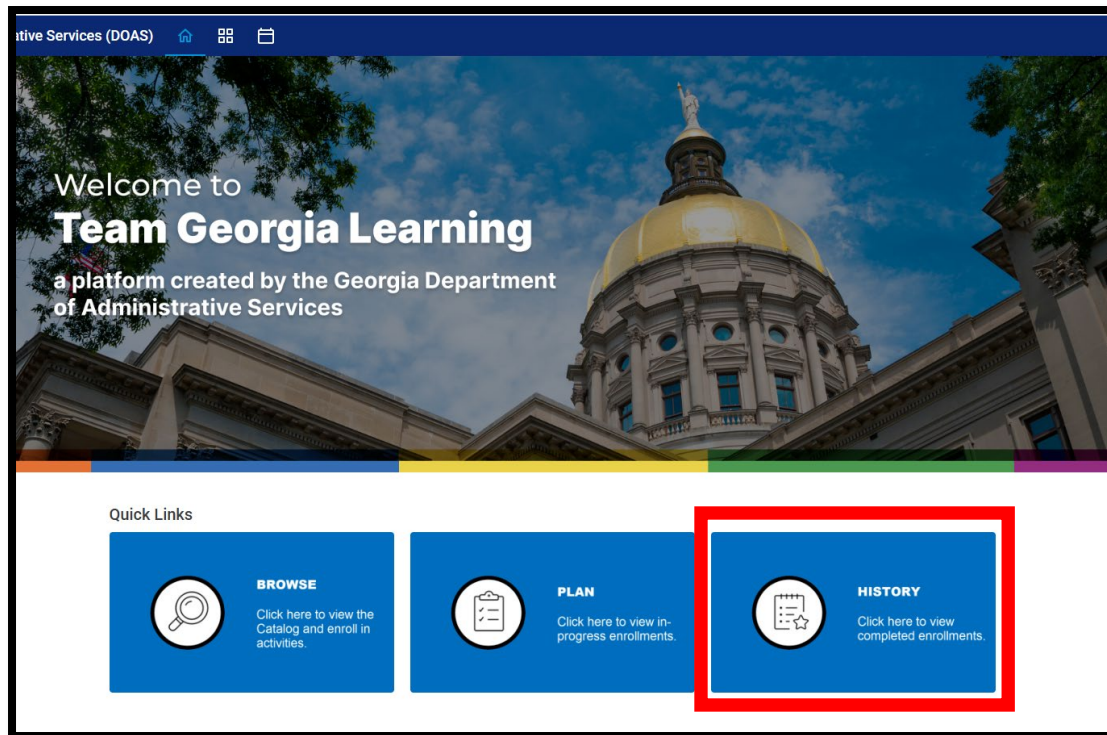 ative Services (DOAS)
Welcome to
Team Georgia Learning
a platform created by the Georgia Department
of Administrative Services
Quick Links
BROWSE
Click here to view the
Catalog and enroll in
activities.
PLAN
Click here to view in-
progress enrollments.
HISTORY
Click here to view
completed enrollments.